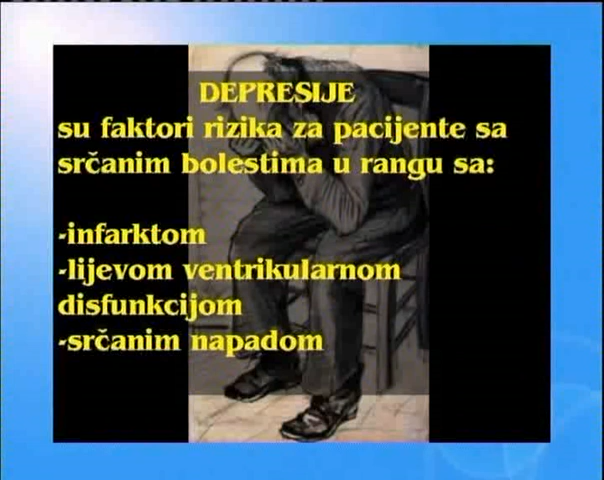 DEPRESIJE
su faktori rizika za pacijente sa
srčanim bolestima u rangu sa:
-infarktom
-lijevom ventrikularnom
disfunkcijom
-srčanim napadom